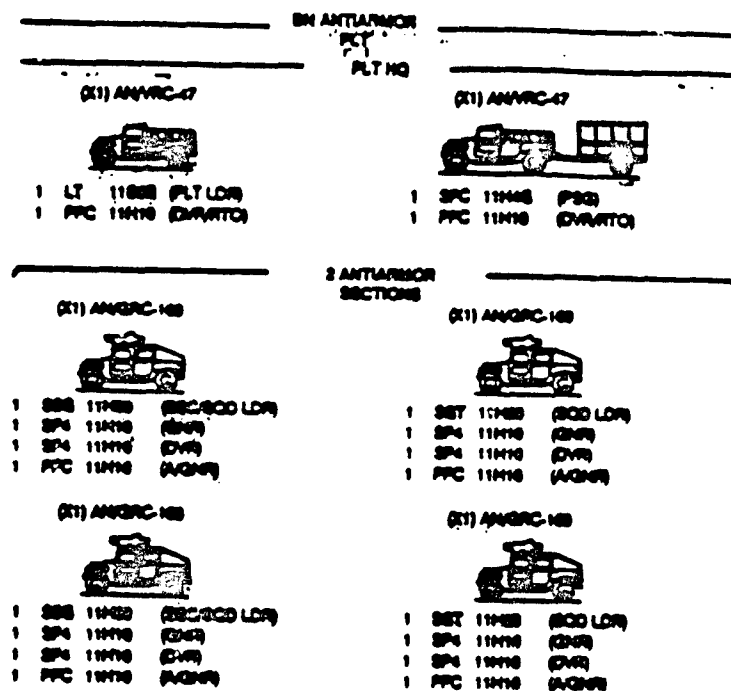 BN ANTIARMOR
PLT
PLT HQ
(X1) AN/VRC-47
1 LT (PLT LDR)
1 PFC 11H10 (DVR/RTO)
(X1) AN/VRC-47
1 SFC 11H40 (PSG)
1 PFC 11H10 (DVR/RTO)
2 ANTIARMOR
SECTIONS
(X1) AN/GRC-160
1 SSG (SEC/SQD LDR)
1 SP4 11H10 (GNR)
1 SP4 11H10 (DVR)
1 PFC 11H10 (A/GNR)
(X1) AN/GRC-160
1 SGT (SQD LDR)
1 SP4 11H10 (GNR)
1 SP4 11H10 (DVR)
1 PFC 11H10 (A/GNR)
(X1) AN/GRC-160
1 SSG (SEC/SQD LDR)
1 SP4 11H10 (GNR)
1 SP4 11H10 (DVR)
1 PFC 11H10 (A/GNR)
(X1) AN/GRC-160
1 SGT (SQD LDR)
1 SP4 11H10 (GNR)
1 SP4 11H10 (DVR)
1 PFC 11H10 (A/GNR)